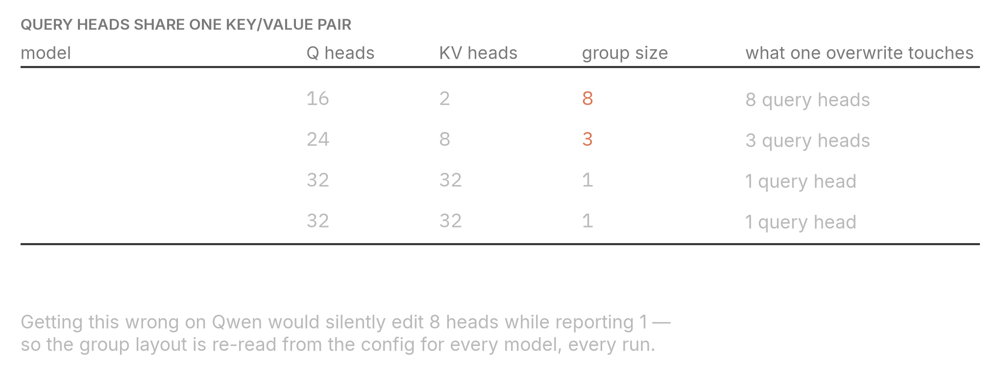 QUERY HEADS SHARE ONE KEY/VALUE PAIR
model Q heads KV heads group size what one overwrite touches
16 2 8 8 query heads
24 8 3 3 query heads
32 32 1 1 query head
32 32 1 1 query head
Getting this wrong on Qwen would silently edit 8 heads while reporting 1 —
so the group layout is re-read from the config for every model, every run.